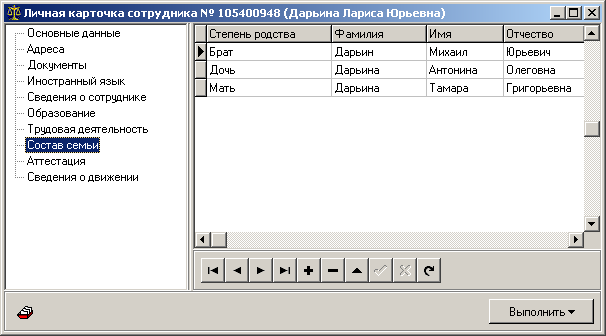 Личная карточка сотрудника № 105400948 (Дарьина Лариса Юрьевна)
Основные данные
Адреса
Документы
Иностранный язык
Сведения о сотруднике
Образование
Трудовая деятельность
Состав семьи
Аттестация
Сведения о движении
Степень родства Фамилия Имя Отчество
Брат Дарьин Михаил Юрьевич
Дочь Дарьина Антонина Олеговна
Мать Дарьина Тамара Григорьевна
Выполнить